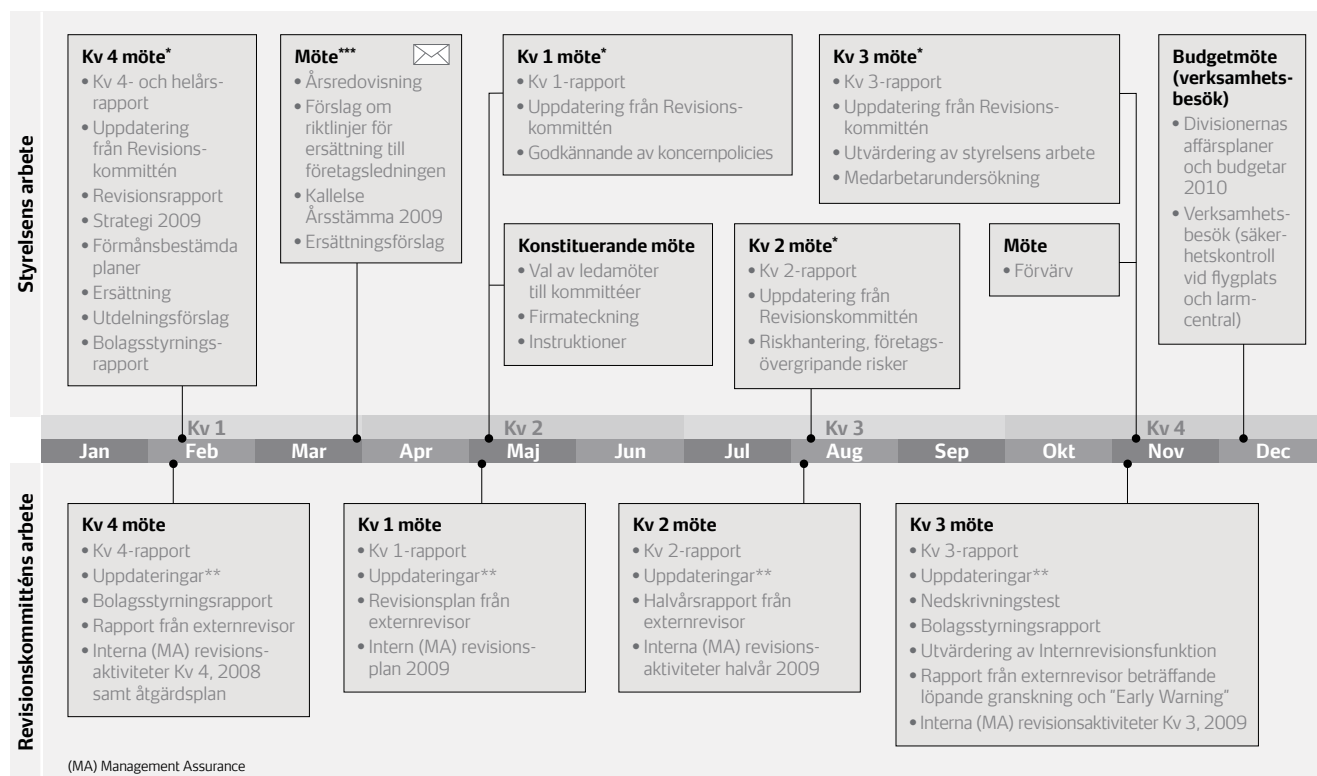 Styrelsens arbete
Kv 4 möte*
• Kv 4- och helårs-
rapport
• Uppdatering
från Revisions-
kommittén
• Revisionsrapport
• Strategi 2009
• Förmånsbestämda
planer
• Ersättning
• Utdelningsförslag
• Bolagsstyrnings-
rapport
Möte***
• Årsredovisning
• Förslag om
riktlinjer för
ersättning till
företagsledningen
• Kallelse
Årsstämma 2009
• Ersättningsförslag
Kv 1 möte*
• Kv 1-rapport
• Uppdatering från Revisions-
kommittén
• Godkännande av koncernpolicies
Konstituerande möte
• Val av ledamöter
till kommittéer
• Firmateckning
• Instruktioner
Kv 3 möte*
• Kv 3-rapport
• Uppdatering från Revisions-
kommittén
• Utvärdering av styrelsens arbete
• Medarbetarundersökning
Kv 2 möte*
• Kv 2-rapport
• Uppdatering från
Revisionskommittén
• Riskhantering, företags-
övergripande risker
Möte
• Förvärv
Budgetmöte
(verksamhets-
besök)
• Divisionernas
affärsplaner
och budgetar
2010
• Verksamhets-
besök (säker-
hetskontroll
vid flygplats
och larm-
central)
Kv 1 Kv 2 Kv 3 Kv 4
Jan Feb Mar Apr Maj Jun Jul Aug Sep Okt Nov Dec
Revisionskommitténs arbete
Kv 4 möte
• Kv 4-rapport
• Uppdateringar**
• Bolagsstyrningsrapport
• Rapport från externrevisor
• Interna (MA) revisions-
aktiviteter Kv 4, 2008
samt åtgärdsplan
Kv 1 möte
• Kv 1-rapport
• Uppdateringar**
• Revisionsplan från
externrevisor
• Intern (MA) revisions-
plan 2009
Kv 2 möte
• Kv 2-rapport
• Uppdateringar**
• Halvårsrapport från
externrevisor
• Interna (MA) revisions-
aktiviteter halvår 2009
Kv 3 möte
• Kv 3-rapport
• Uppdateringar**
• Nedskrivningstest
• Bolagsstyrningsrapport
• Utvärdering av Internrevisionsfunktion
• Rapport från externrevisor beträffande
löpande granskning och "Early Warning"
• Interna (MA) revisionsaktiviteter Kv 3, 2009
(MA) Management Assurance